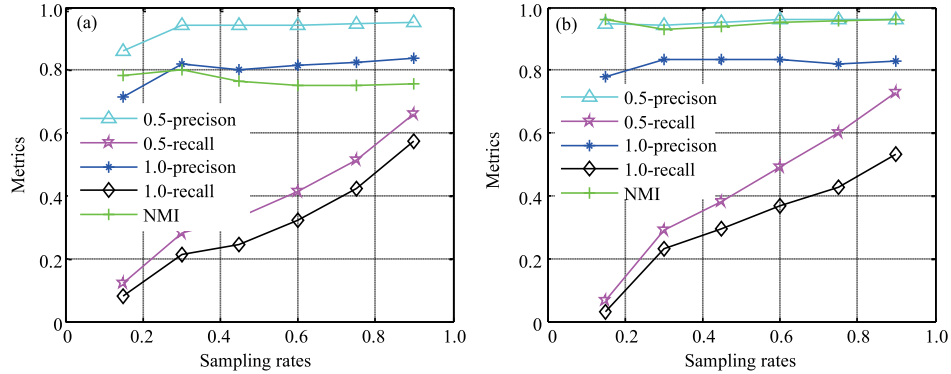 (a)
Metrics
1.0
0.8
0.6
0.4
0.2
0
0.5-precison
0.5-recall
1.0-precison
1.0-recall
NMI
0 0.2 0.4 0.6 0.8 1.0
Sampling rates
(b)
Metrics
1.0
0.8
0.6
0.4
0.2
0
0.5-precison
0.5-recall
1.0-precison
1.0-recall
NMI
0 0.2 0.4 0.6 0.8 1.0
Sampling rates